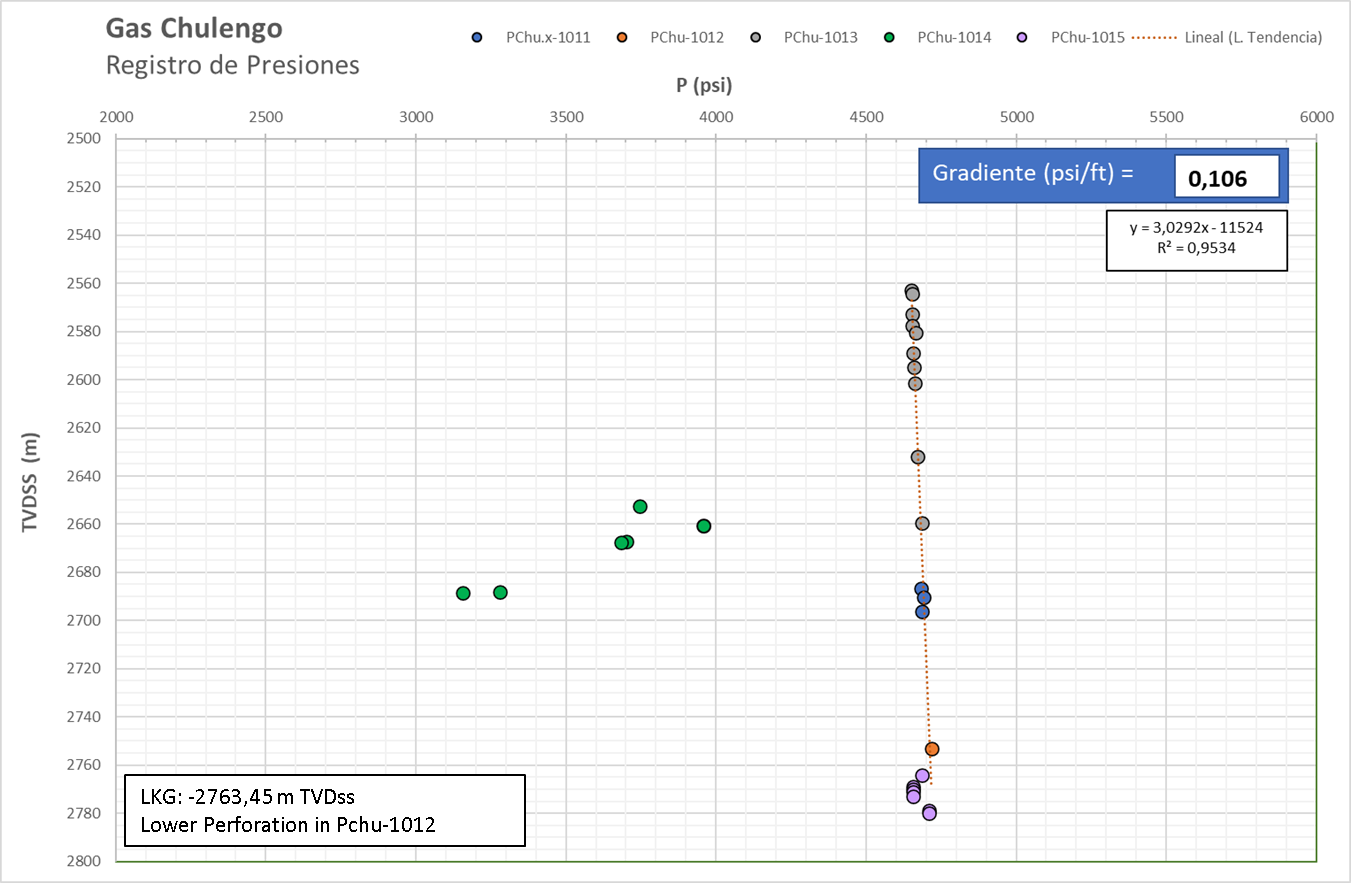 Gas Chulengo
Registro de Presiones
PChu.x-1011 PChu-1012 PChu-1013 PChu-1014 PChu-1015 Lineal (L. Tendencia)
P (psi)
2000 2500 3000 3500 4000 4500 5000 5500 6000
2500
2520
2540
2560
2580
2600
2620
2640
2660
2680
2700
2720
2740
2760
2780
2800
TVDSS (m)
Gradiente (psi/ft) = 0,106
y = 3,0292x - 11524
R² = 0,9534
LKG: -2763,45 m TVDss
Lower Perforation in Pchu-1012